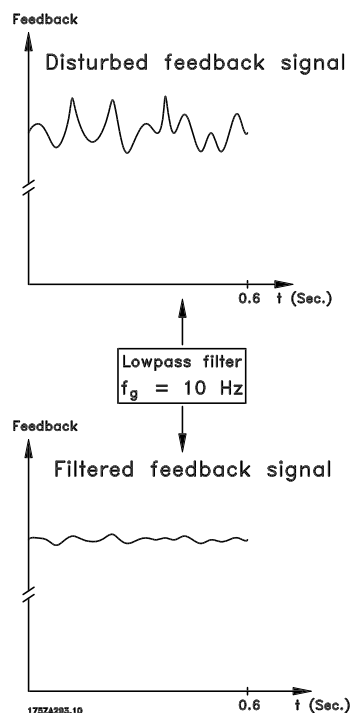 Feedback
Disturbed feedback signal
0.6 t (Sec.)
Lowpass filter
fg = 10 Hz
Feedback
Filtered feedback signal
0.6 t (Sec.)
175ZA293.10